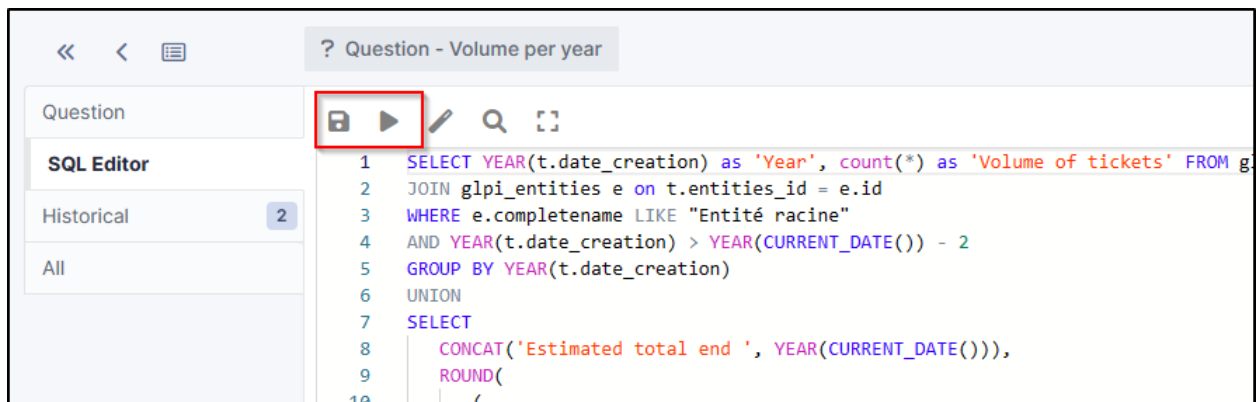 ? Question - Volume per year
Question
SQL Editor
Historical 2
All
1 SELECT YEAR(t.date_creation) as 'Year', count(*) as 'Volume of tickets' FROM
2 JOIN glpi_entities e on t.entities_id = e.id
3 WHERE e.completename LIKE "Entité racine"
4 AND YEAR(t.date_creation) > YEAR(CURRENT_DATE()) - 2
5 GROUP BY YEAR(t.date_creation)
6 UNION
7 SELECT
8 CONCAT('Estimated total end ', YEAR(CURRENT_DATE())),
9 ROUND(
10 (